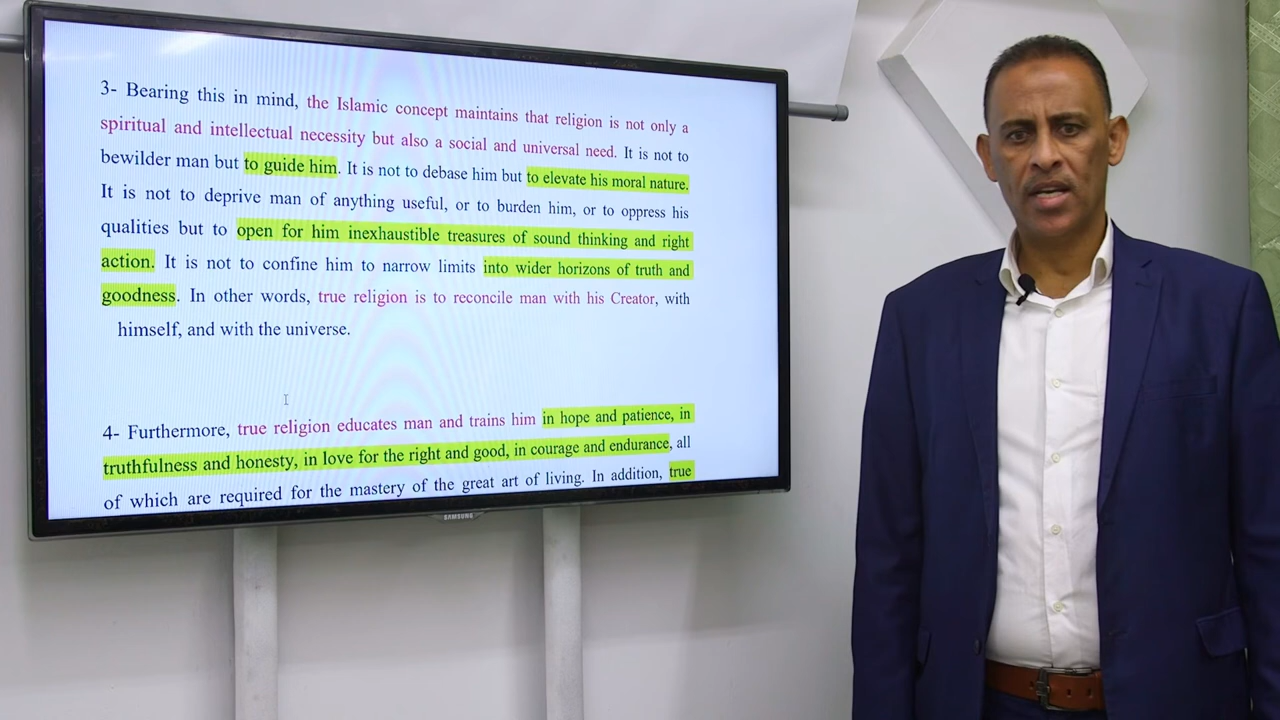 3- Bearing this in mind, the Islamic concept maintains that religion is not only a
spiritual and intellectual necessity but also a social and universal need. It is not to
bewilder man but to guide him. It is not to debase him but to elevate his moral nature.
It is not to deprive man of anything useful, or to burden him, or to oppress his
qualities but to open for him inexhaustible treasures of sound thinking and right
action. It is not to confine him to narrow limits into wider horizons of truth and
goodness. In other words, true religion is to reconcile man with his Creator, with
himself, and with the universe.
4- Furthermore, true religion educates man and trains him in hope and patience, in
truthfulness and honesty, in love for the right and good, in courage and endurance, all
of which are required for the mastery of the great art of living. In addition, true
SAMSUNG